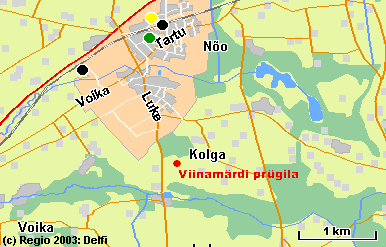 Tartu
Nõo
Voika
Luke
Kolga
Viinamärdi prügila
Voika
1 km
(c) Regio 2003: Delfi